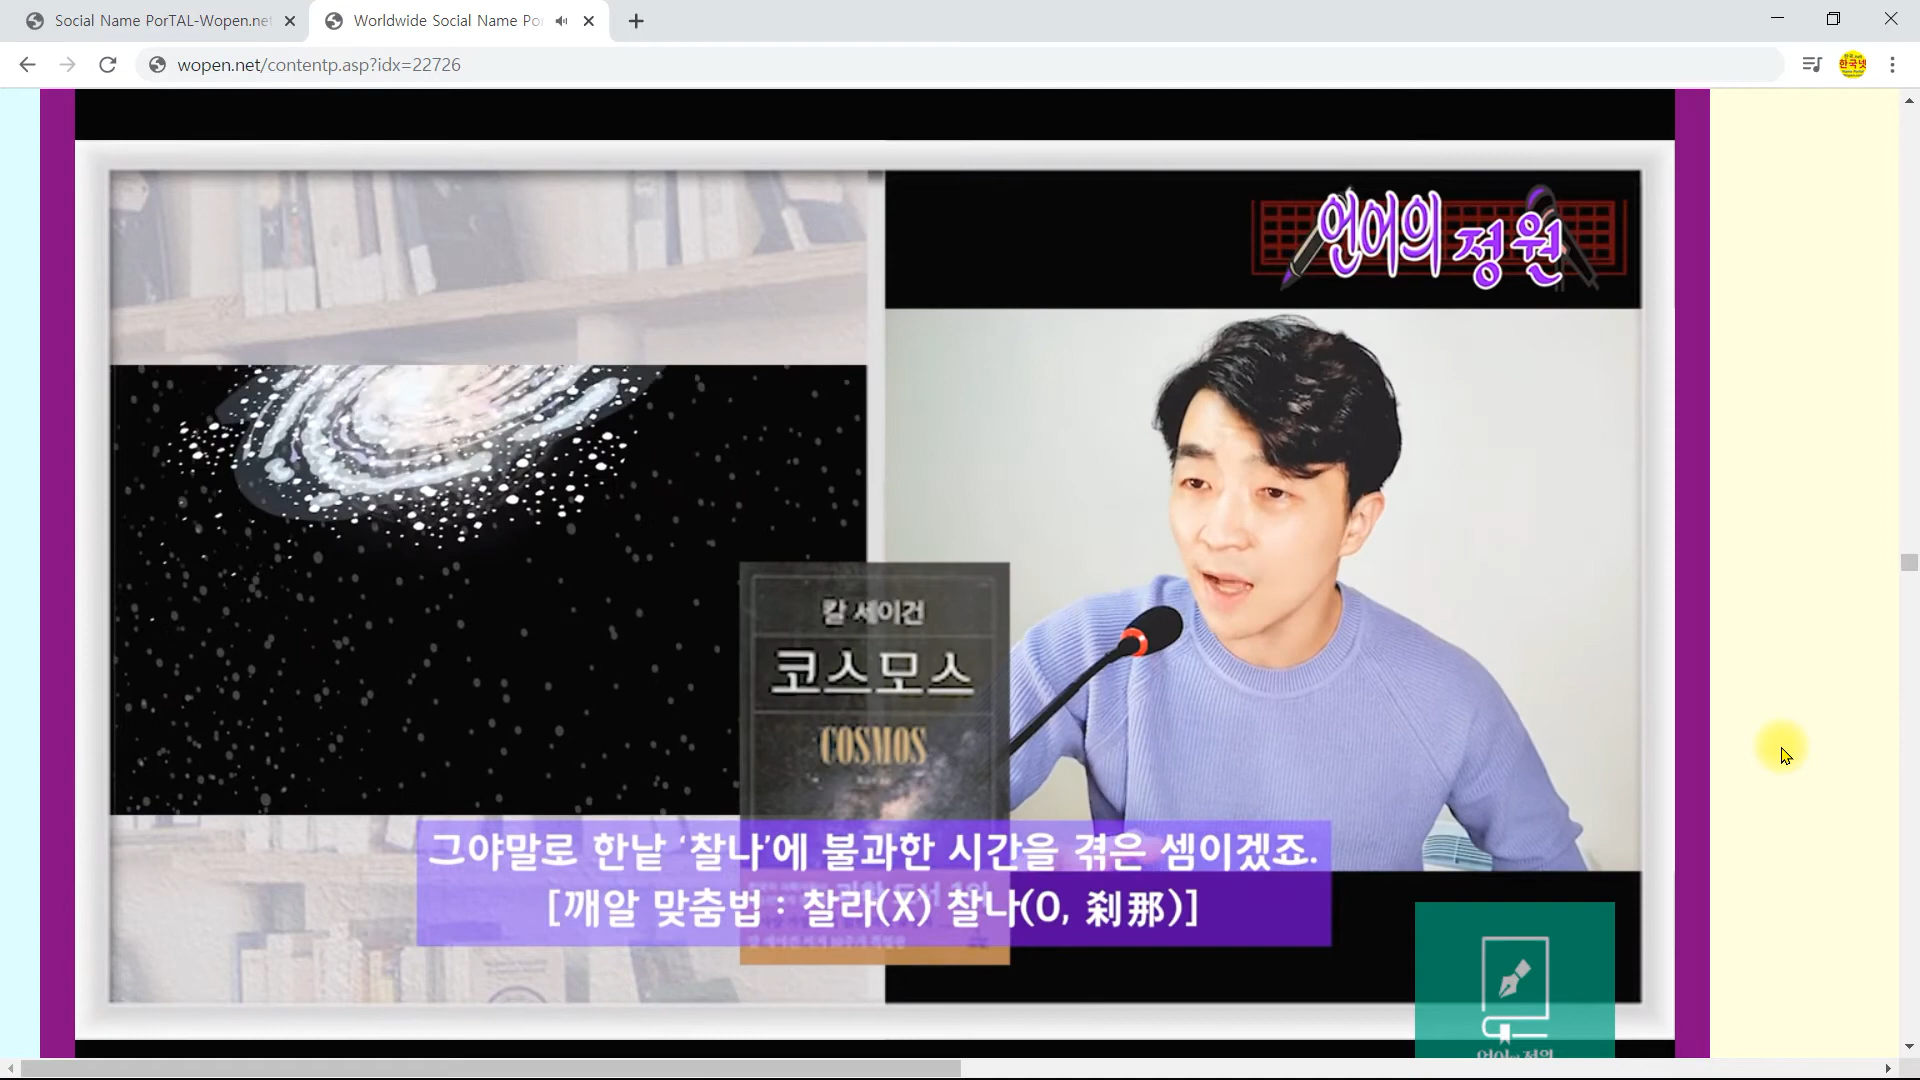 Social Name PorTAL-Wopen.net
Worldwide Social Name Po
wopen.net/contentp.asp?idx=22726
한국넷
언어의 정원
칼 세이건
코스모스
COSMOS
그야말로 한낱 ‘찰나’에 불과한 시간을 겪은 셈이겠죠.
[깨알 맞춤법 : 찰라(X) 찰나(O, 刹那)]